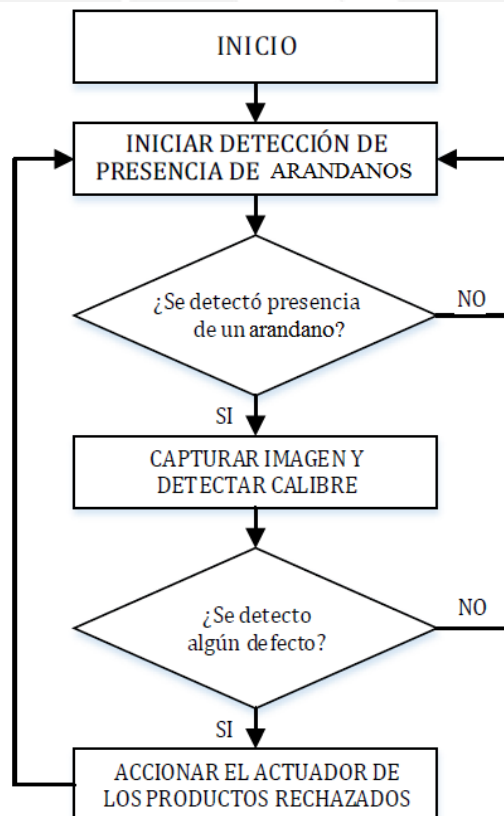 INICIO
INICIAR DETECCIÓN DE
PRESENCIA DE ARANDANOS
¿Se detectó presencia
de un arandano?
NO
SI
CAPTURAR IMAGEN Y
DETECTAR CALIBRE
¿Se detecto
algún defecto?
NO
SI
ACCIONAR EL ACTUADOR DE
LOS PRODUCTOS RECHAZADOS